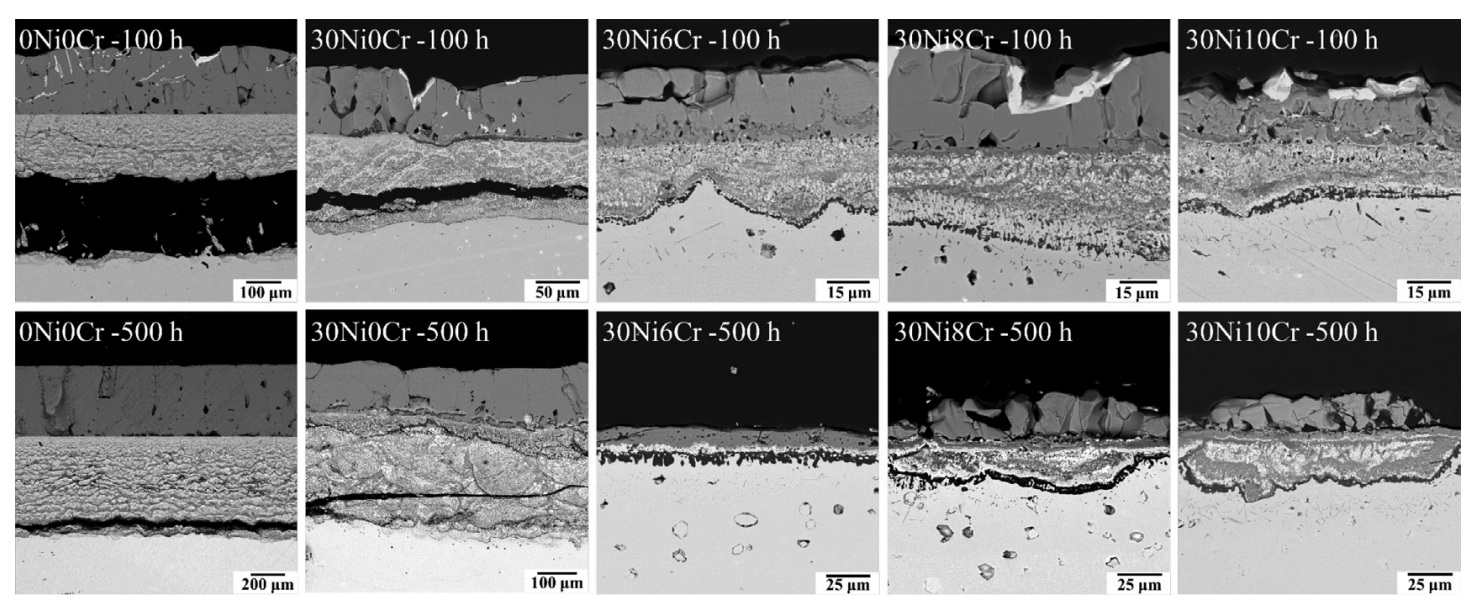 0Ni0Cr -100 h
30Ni0Cr -100 h
30Ni6Cr -100 h
30Ni8Cr -100 h
30Ni10Cr -100 h
100 μm
50 μm
15 μm
15 μm
15 μm
0Ni0Cr -500 h
30Ni0Cr -500 h
30Ni6Cr -500 h
30Ni8Cr -500 h
30Ni10Cr -500 h
200 μm
100 μm
25 μm
25 μm
25 μm